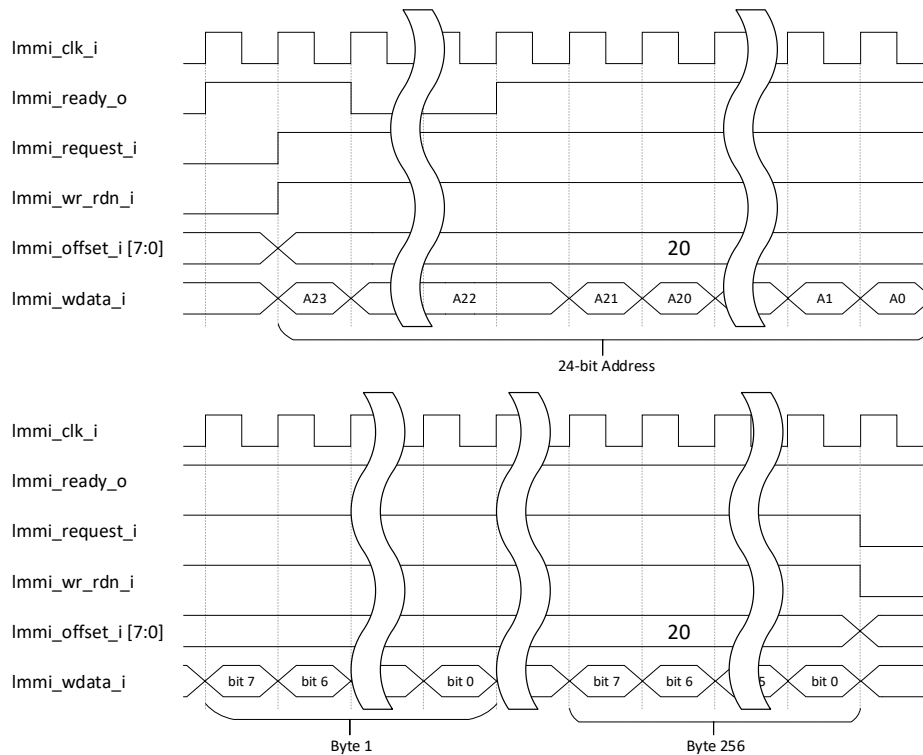 lmmi_clk_i
lmmi_ready_o
lmmi_request_i
lmmi_wr_rdn_i
lmmi_offset_i [7:0] 20
lmmi_wdata_i A23 A22 A21 A20 A1 A0
24-bit Address
lmmi_clk_i
lmmi_ready_o
lmmi_request_i
lmmi_wr_rdn_i
lmmi_offset_i [7:0] 20
lmmi_wdata_i bit 7 bit 6 bit 0 bit 7 bit 6 5 bit 0
Byte 1 Byte 256